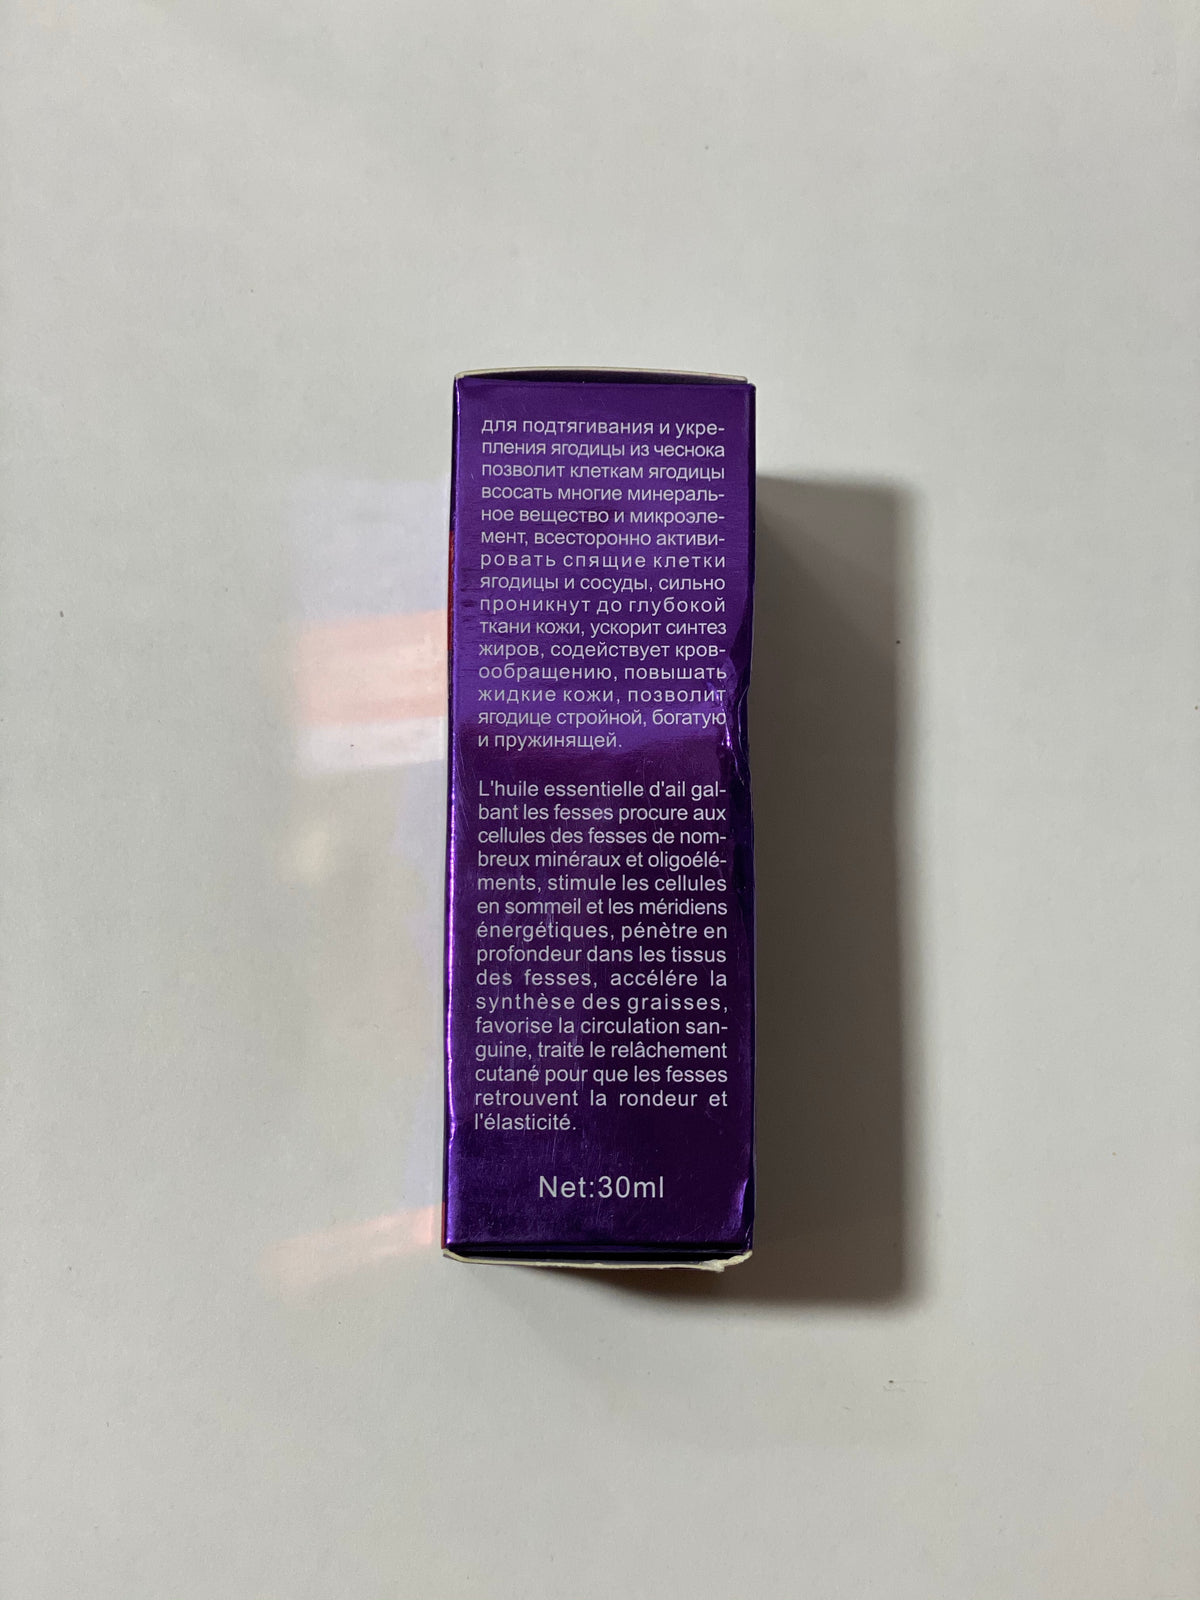 для подтягивания и укре-
пления ягодицы из чеснока
позволит клеткам ягодицы
всосать многие минераль-
ное вещество и микроэле-
мент, всесторонно активи-
ровать спящие клетки
ягодицы и сосуды, сильно
проникнут до глубокой
ткани кожи, ускорит синтез
жиров, содействует кров-
ообращению, повышать
жидкие кожи, позволит
ягодице стройной, богатую
и пружинящей.
L'huile essentielle d'ail gal-
bant les fesses procure aux
cellules des fesses de nom-
breux minéraux et oligoélé-
ments, stimule les cellules
en sommeil et les méridiens
énergétiques, pénètre en
profondeur dans les tissus
des fesses, accélére la
synthèse des graisses,
favorise la circulation san-
guine, traite le relâchement
cutané pour que les fesses
retrouvent la rondeur et
l'élasticité.
Net:30ml